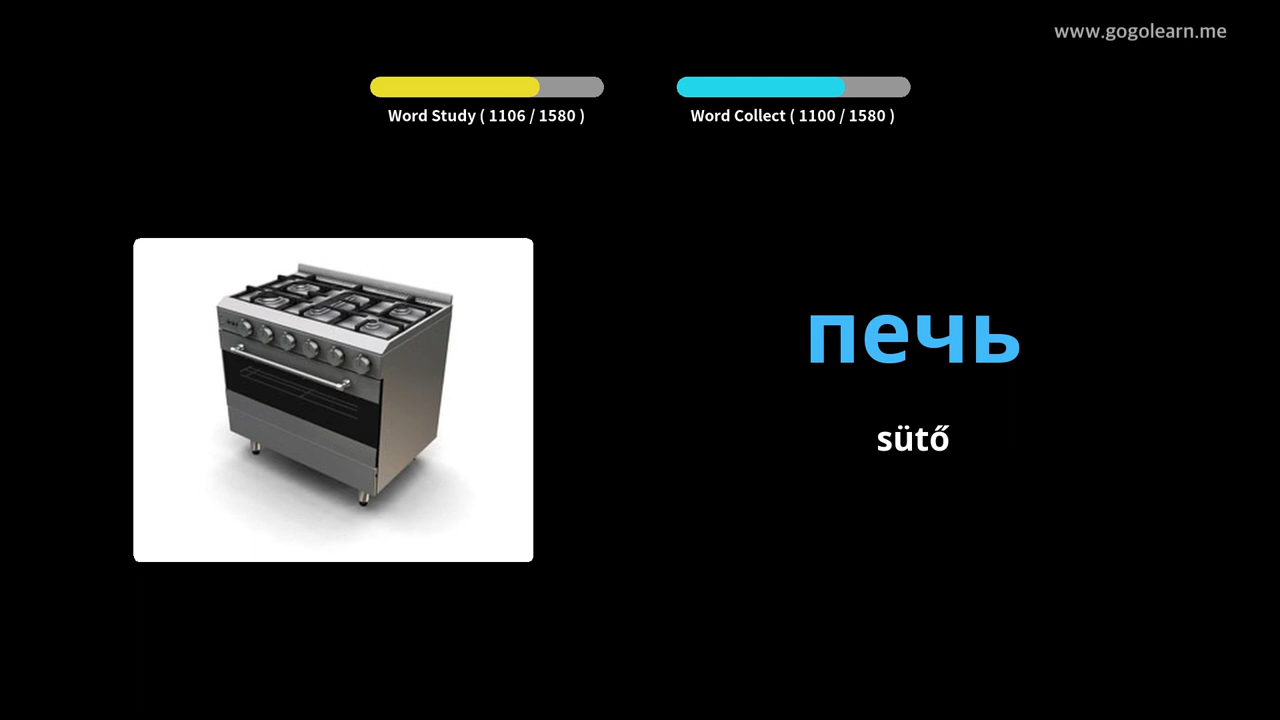 www.gogolearn.me
Word Study ( 1106 / 1580 )
Word Collect ( 1100 / 1580 )
печь
sütő